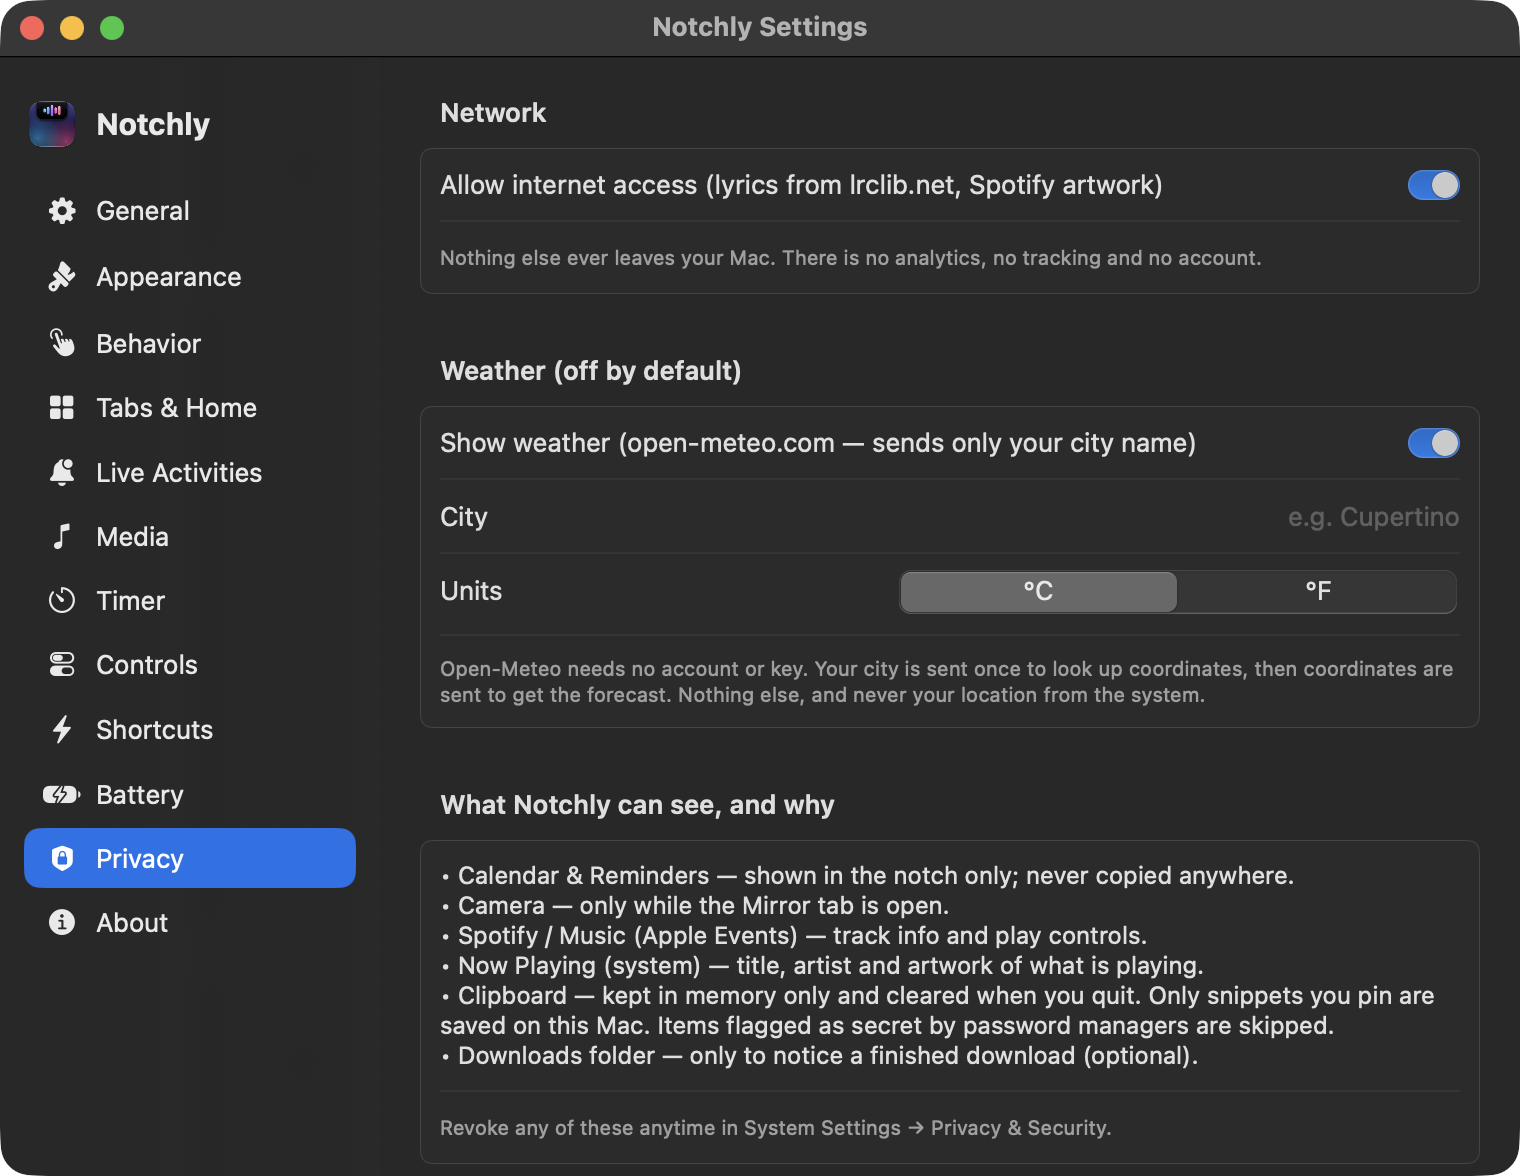 Notchly Settings
Notchly
General
Appearance
Behavior
Tabs & Home
Live Activities
Media
Timer
Controls
Shortcuts
Battery
Privacy
About
Network
Allow internet access (lyrics from lrclib.net, Spotify artwork)
Nothing else ever leaves your Mac. There is no analytics, no tracking and no account.
Weather (off by default)
Show weather (open-meteo.com — sends only your city name)
City
e.g. Cupertino
Units
°C
°F
Open-Meteo needs no account or key. Your city is sent once to look up coordinates, then coordinates are
sent to get the forecast. Nothing else, and never your location from the system.
What Notchly can see, and why
• Calendar & Reminders — shown in the notch only; never copied anywhere.
• Camera — only while the Mirror tab is open.
• Spotify / Music (Apple Events) — track info and play controls.
• Now Playing (system) — title, artist and artwork of what is playing.
• Clipboard — kept in memory only and cleared when you quit. Only snippets you pin are
saved on this Mac. Items flagged as secret by password managers are skipped.
• Downloads folder — only to notice a finished download (optional).
Revoke any of these anytime in System Settings → Privacy & Security.